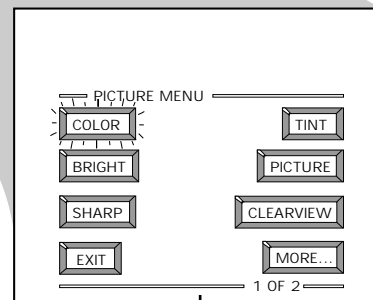 PICTURE MENU
COLOR TINT
BRIGHT PICTURE
SHARP CLEARVIEW
EXIT MORE...
1 OF 2